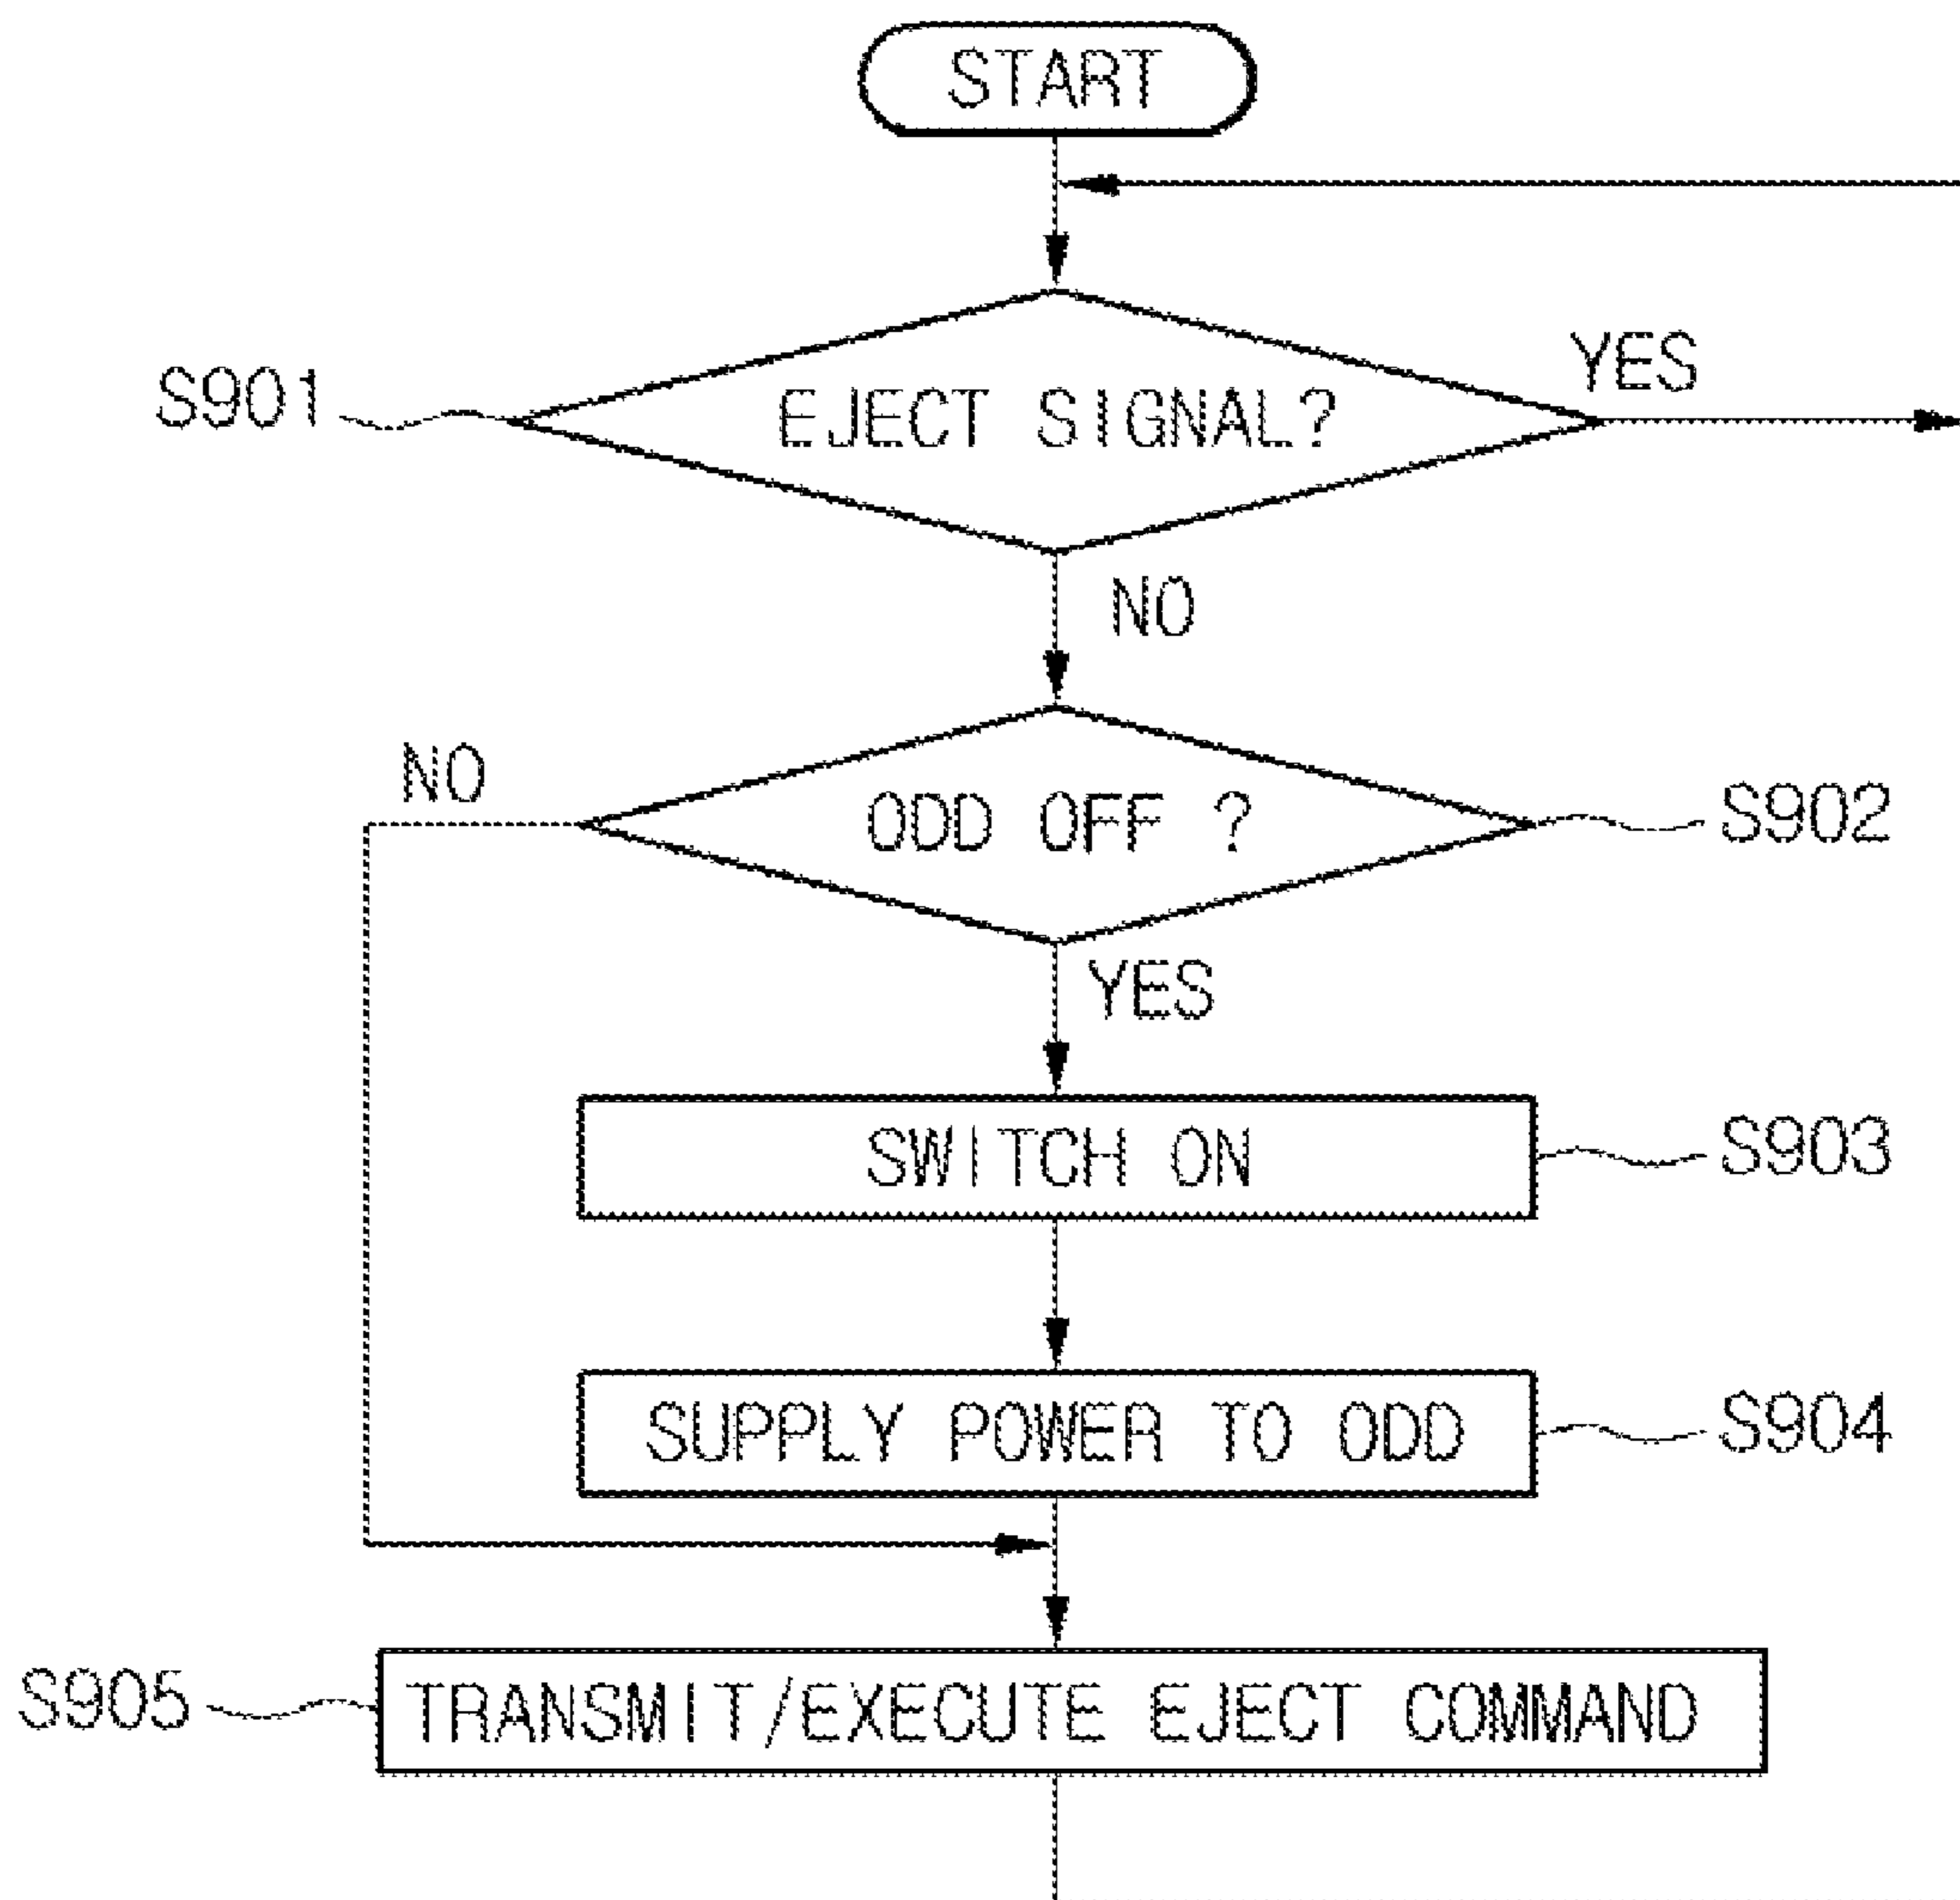 START
S901
EJECT SIGNAL?
YES
NO
NO
ODD OFF ?
S902
YES
SWITCH ON
S903
SUPPLY POWER TO ODD
S904
S905
TRANSMIT/EXECUTE EJECT COMMAND